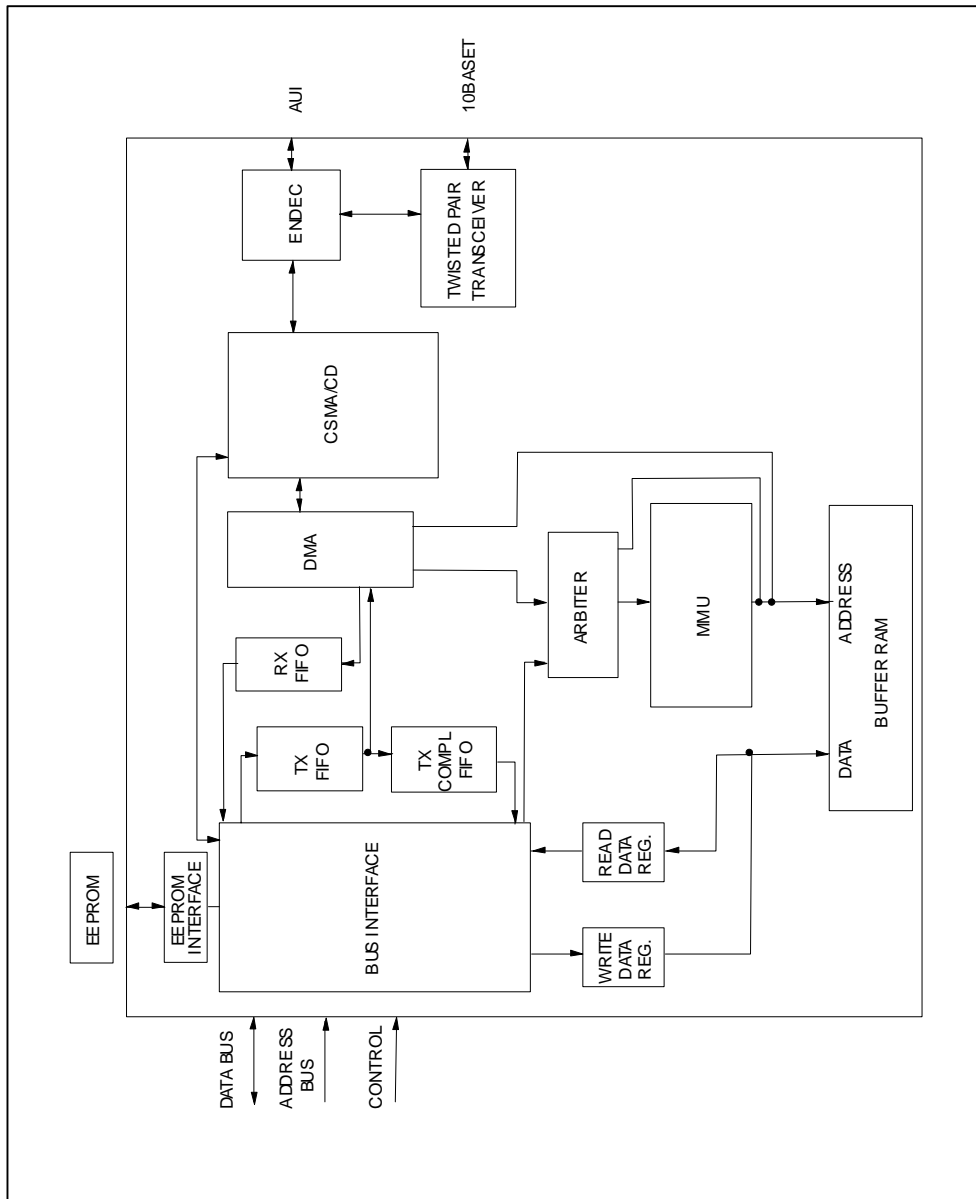 EEPROM
EEPROM
INTERFACE
DATA BUS
ADDRESS
BUS
CONTROL
BUS INTERFACE
TX
FIFO
TX
COMPL
FIFO
RX
FIFO
DMA
CSMA/CD
ENDEC
AUI
TWISTED PAIR
TRANSCEIVER
10BASET
ARBITER
MMU
WRITE
DATA
REG.
READ
DATA
REG.
DATA
ADDRESS
BUFFER RAM